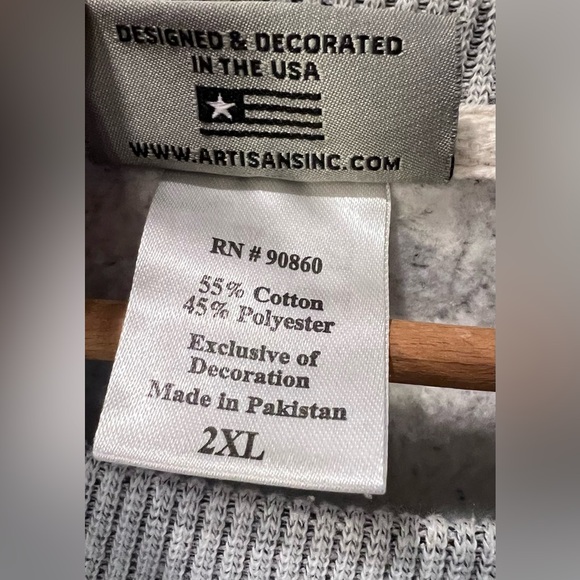 DESIGNED & DECORATED
IN THE USA
WWW.ARTISANSINC.COM
RN # 90860
55% Cotton
45% Polyester
Exclusive of
Decoration
Made in Pakistan
2XL